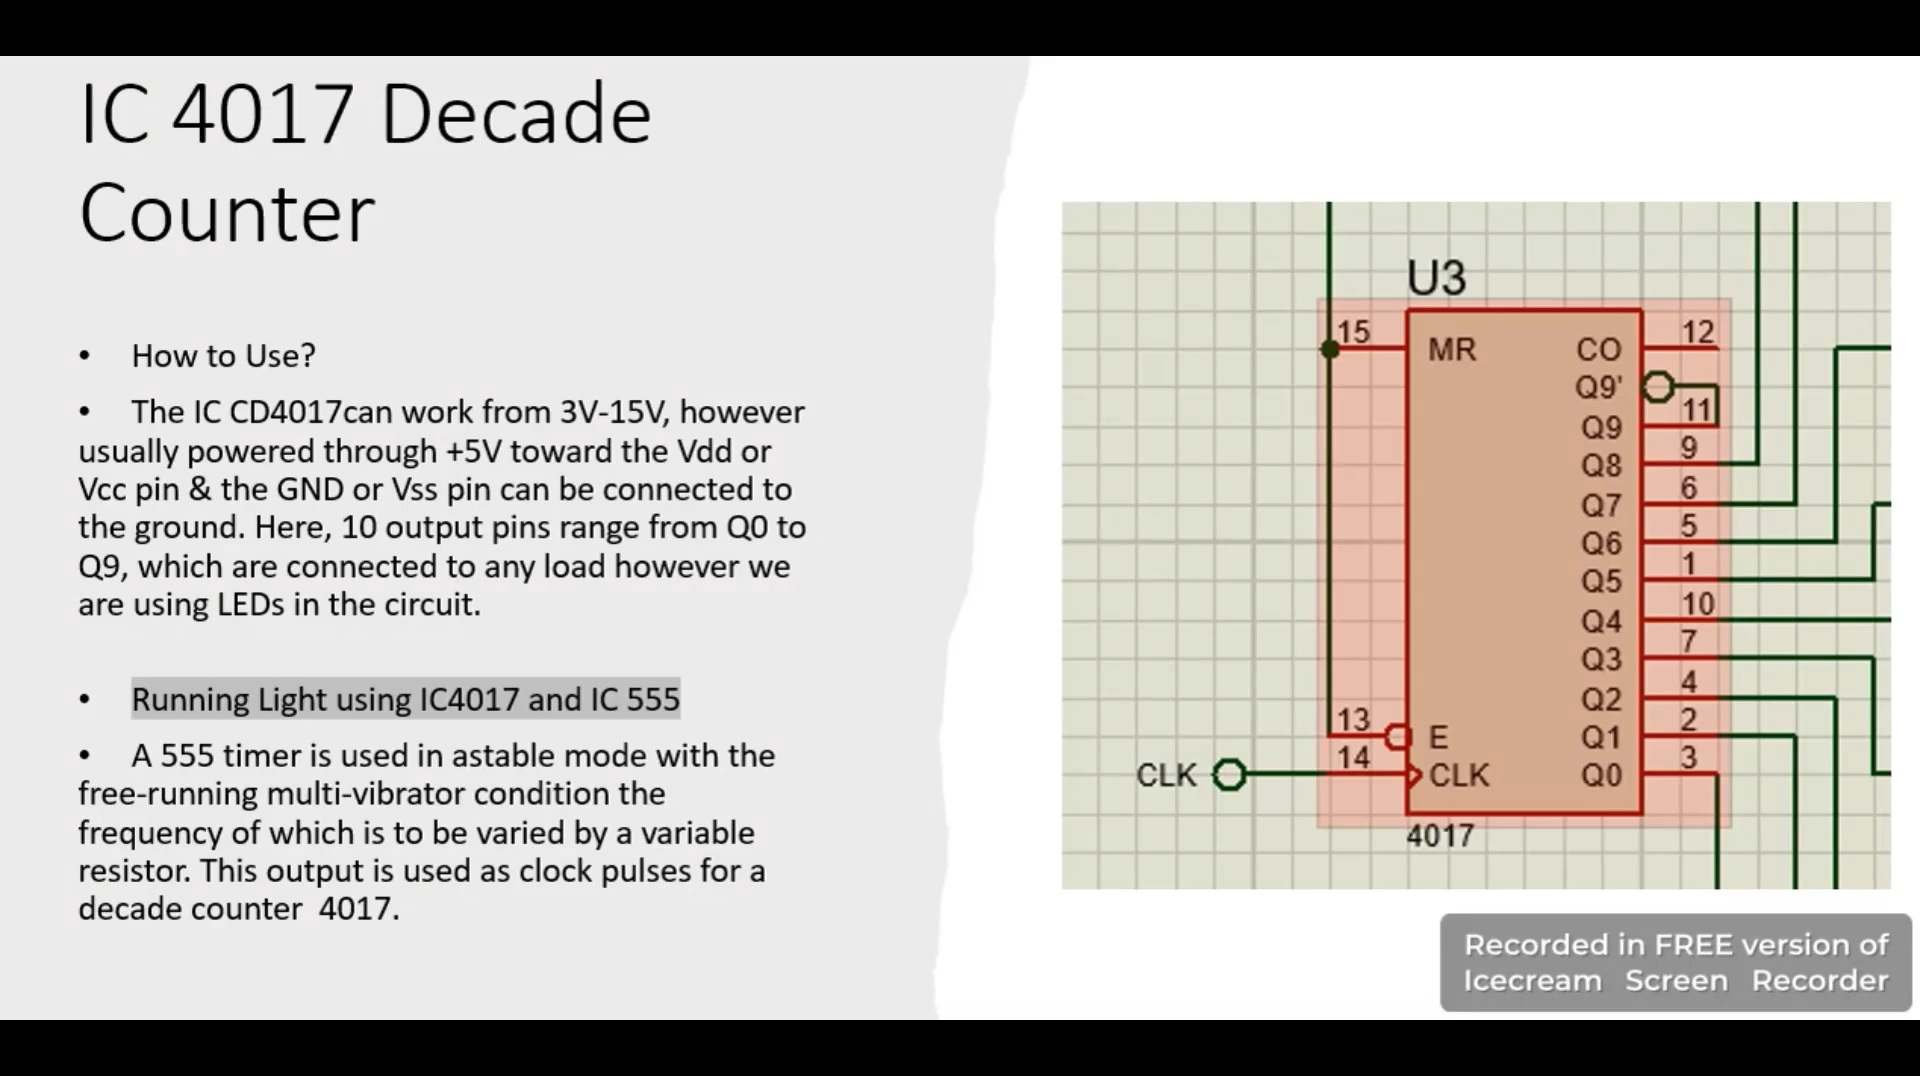 IC 4017 Decade
Counter
• How to Use?
• The IC CD4017can work from 3V-15V, however
usually powered through +5V toward the Vdd or
Vcc pin & the GND or Vss pin can be connected to
the ground. Here, 10 output pins range from Q0 to
Q9, which are connected to any load however we
are using LEDs in the circuit.
• Running Light using IC4017 and IC 555
• A 555 timer is used in astable mode with the
free-running multi-vibrator condition the
frequency of which is to be varied by a variable
resistor. This output is used as clock pulses for a
decade counter  4017.
U3
15 MR CO 12
Q9'
Q9 11
Q8 9
Q7 6
Q6 5
Q5 1
Q4 10
Q3 7
Q2 4
13 E Q1 2
CLK 14 CLK Q0 3
4017
Recorded in FREE version of
Icecream Screen Recorder